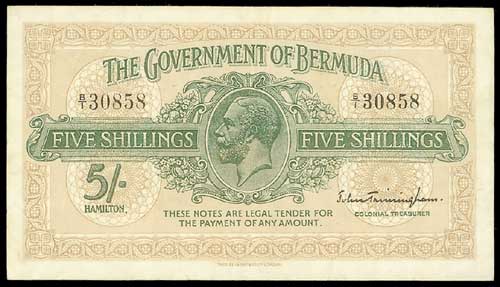 THE GOVERNMENT OF BERMUDA
B/1 30858 B/1 30858
FIVE SHILLINGS FIVE SHILLINGS
5/-
HAMILTON.
THESE NOTES ARE LEGAL TENDER FOR
THE PAYMENT OF ANY AMOUNT.
COLONIAL TREASURER